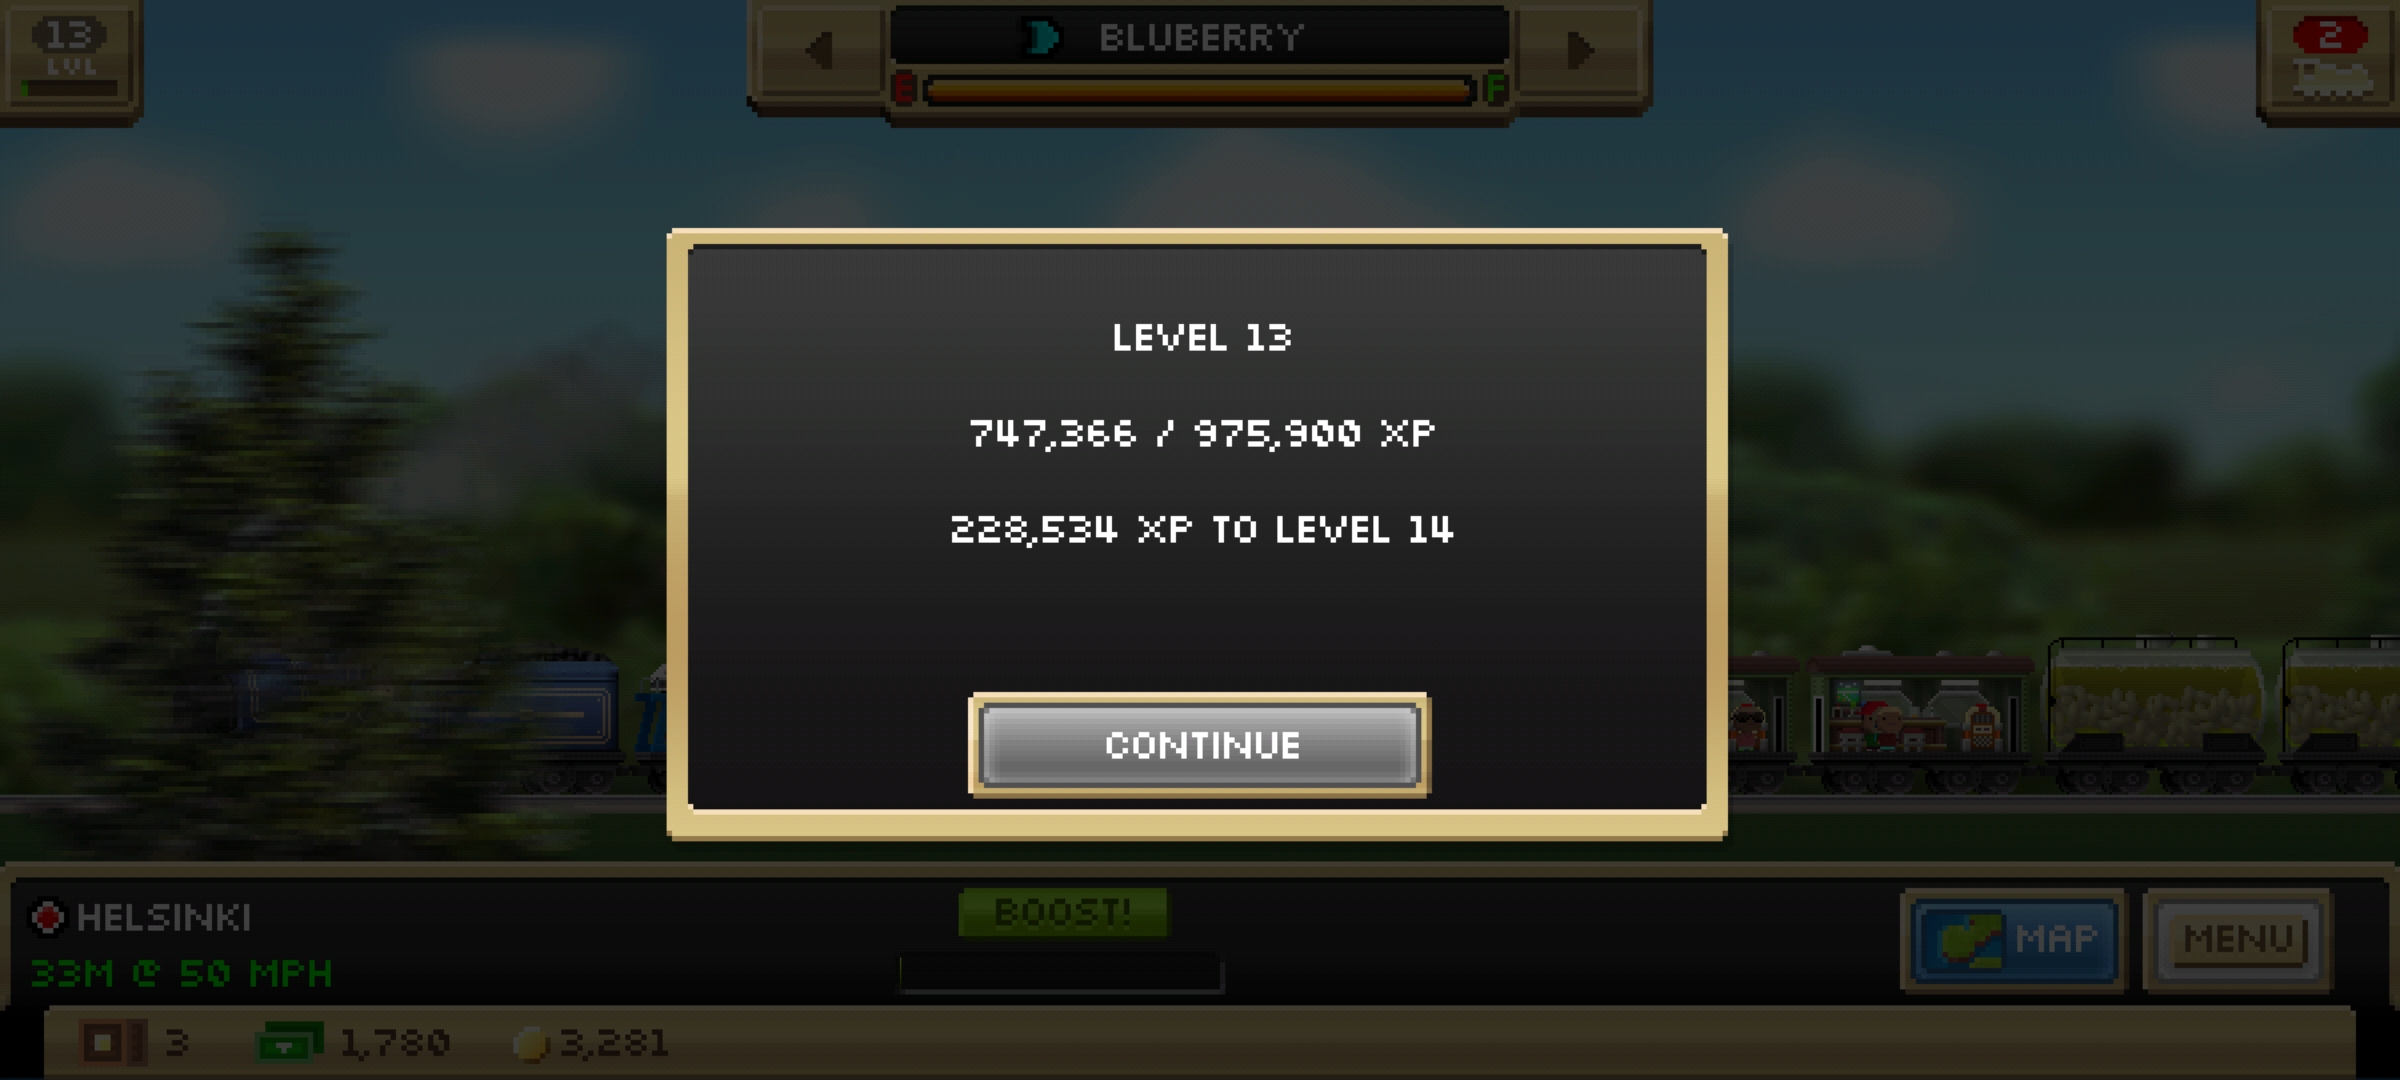 13
LVL
BLUBERRY
E F
2
LEVEL 13
747,366 / 975,900 XP
228,534 XP TO LEVEL 14
CONTINUE
HELSINKI
33M @ 50 MPH
BOOST!
MAP
MENU
3 1,780 3,281